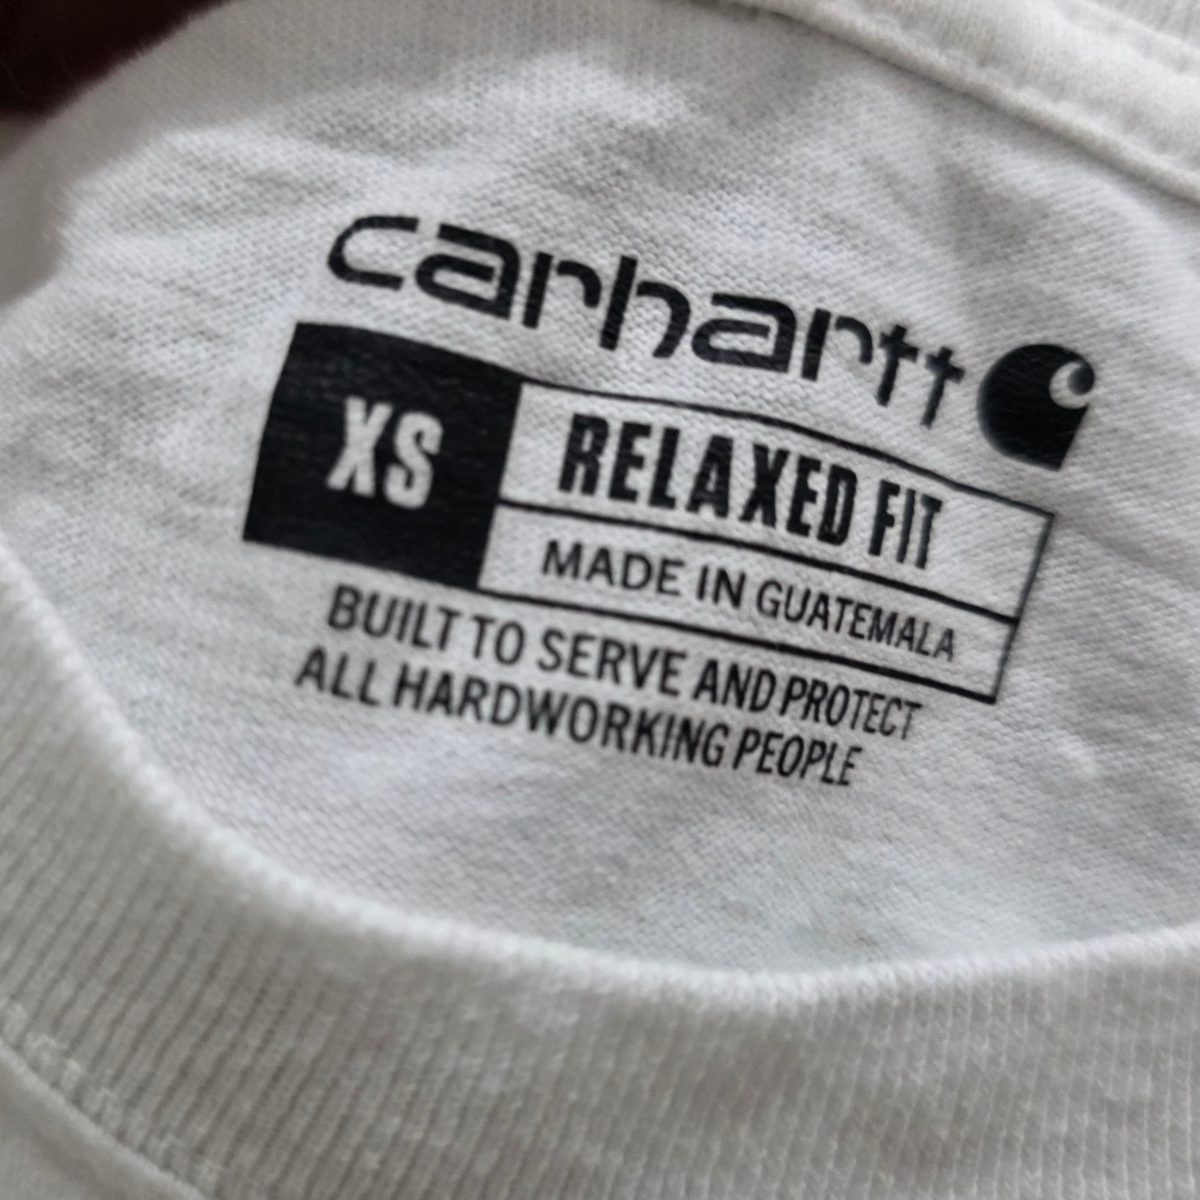 carhartt
XS
RELAXED FIT
MADE IN GUATEMALA
BUILT TO SERVE AND PROTECT
ALL HARDWORKING PEOPLE